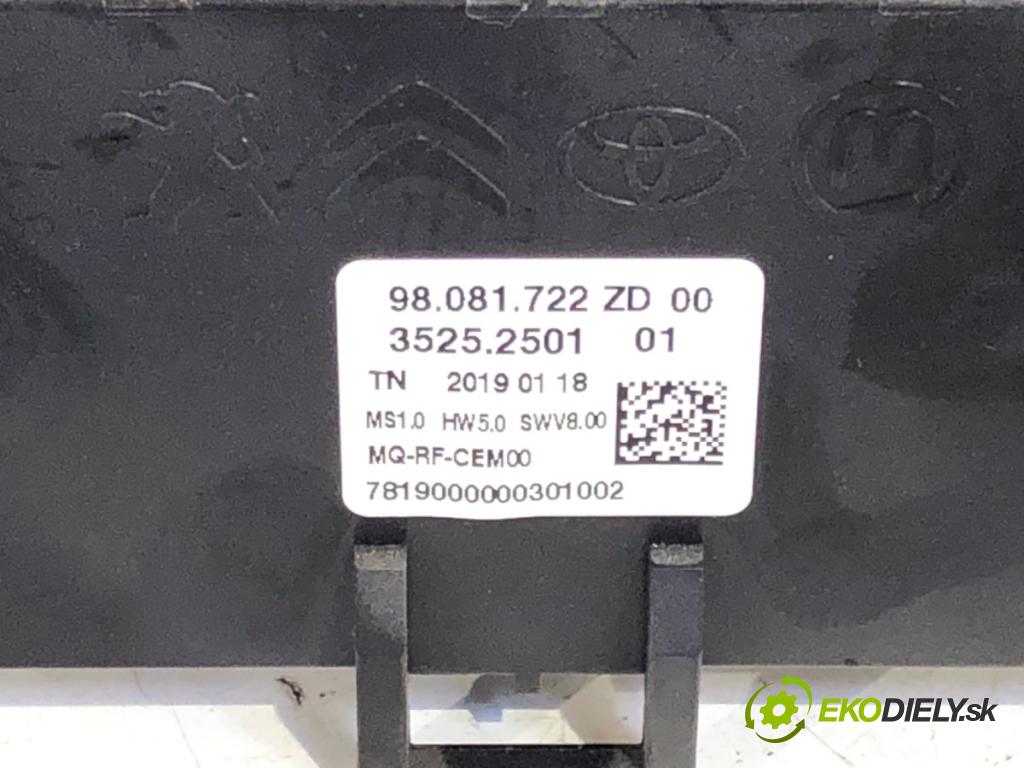 98.081.722 ZD 00
3525.2501 01
TN 2019 01 18
MS1.0 HW5.0 SWV8.00
MQ-RF-CEM00
7819000000301002
EKODIELY.sk